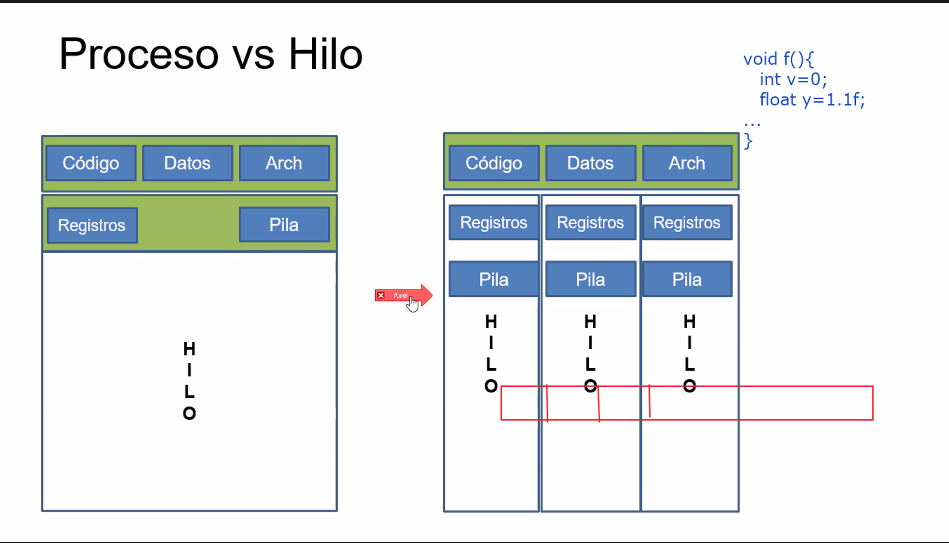 Proceso vs Hilo
void f(){
int v=0;
float y=1.1f;
...
}
Código Datos Arch
Registros Pila
H
I
L
O
Axel
Código Datos Arch
Registros Registros Registros
Pila Pila Pila
H H H
I I I
L L L
O O O